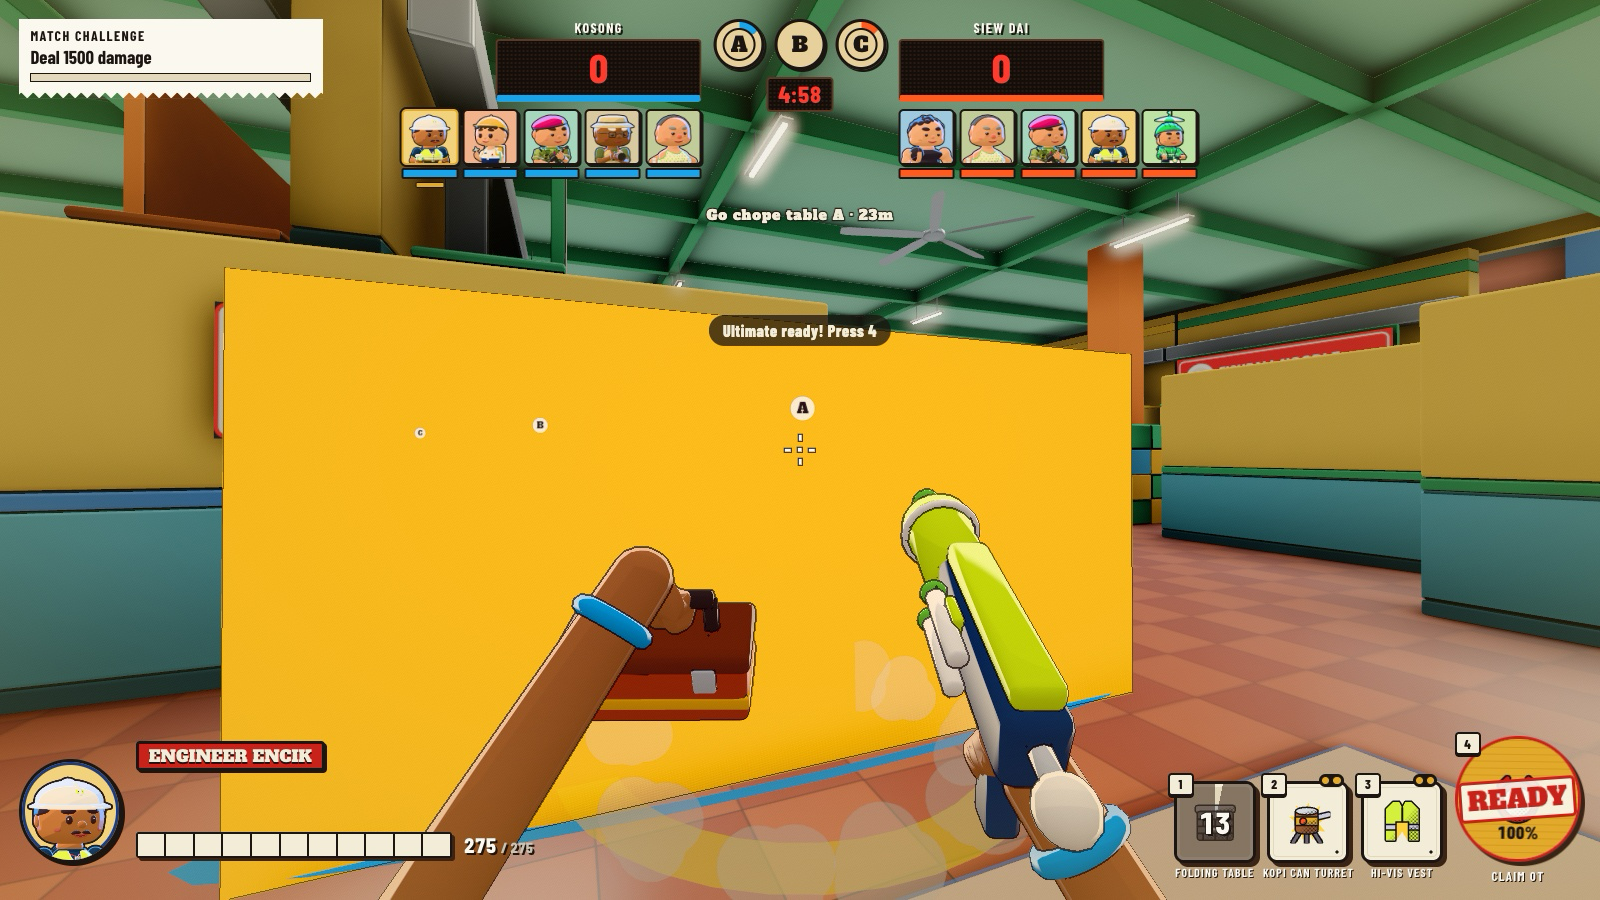 MATCH CHALLENGE
Deal 1500 damage
KOSONG
0
A
B
C
SIEW DAI
0
4:58
Go chope table A · 23m
Ultimate ready! Press 4
A
B
C
ENGINEER ENCIK
275 / 275
1
13
FOLDING TABLE
2
KOPI CAN TURRET
3
HI-VIS VEST
4
READY
100%
CLAIM OT